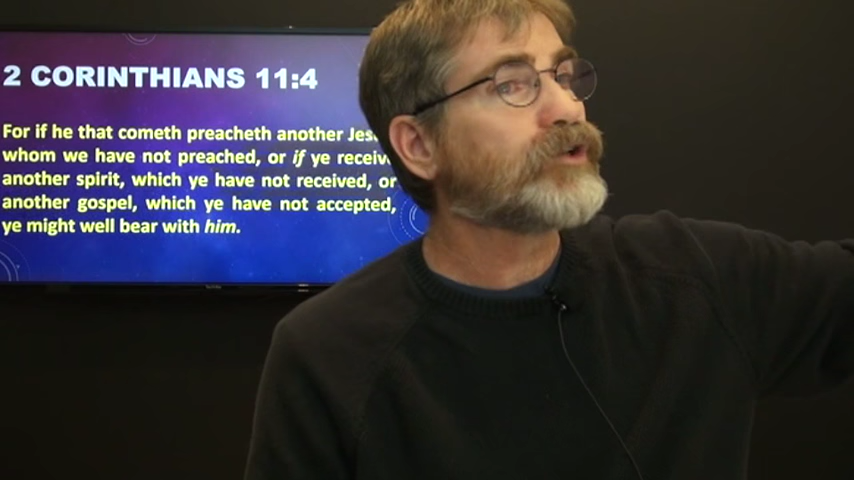 2 CORINTHIANS 11:4
For if he that cometh preacheth another
whom we have not preached, or if ye
another spirit, which ye have not received, or
another gospel, which ye have not accepted,
ye might well bear with him.